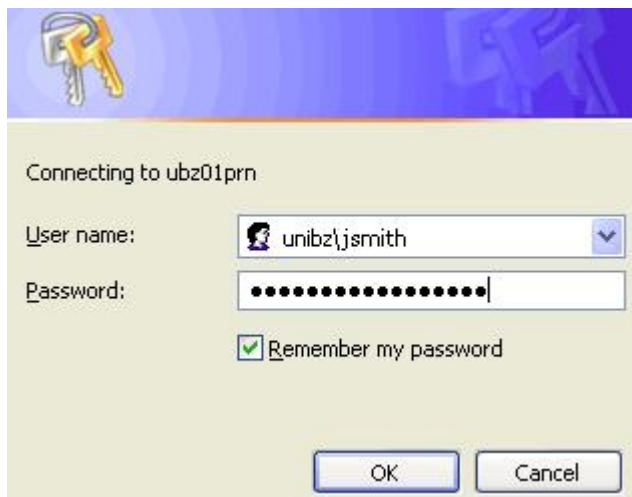 Connecting to ubz01prn
User name: unibz\jsmith
Password: •••••••••••••••••
Remember my password
OK Cancel